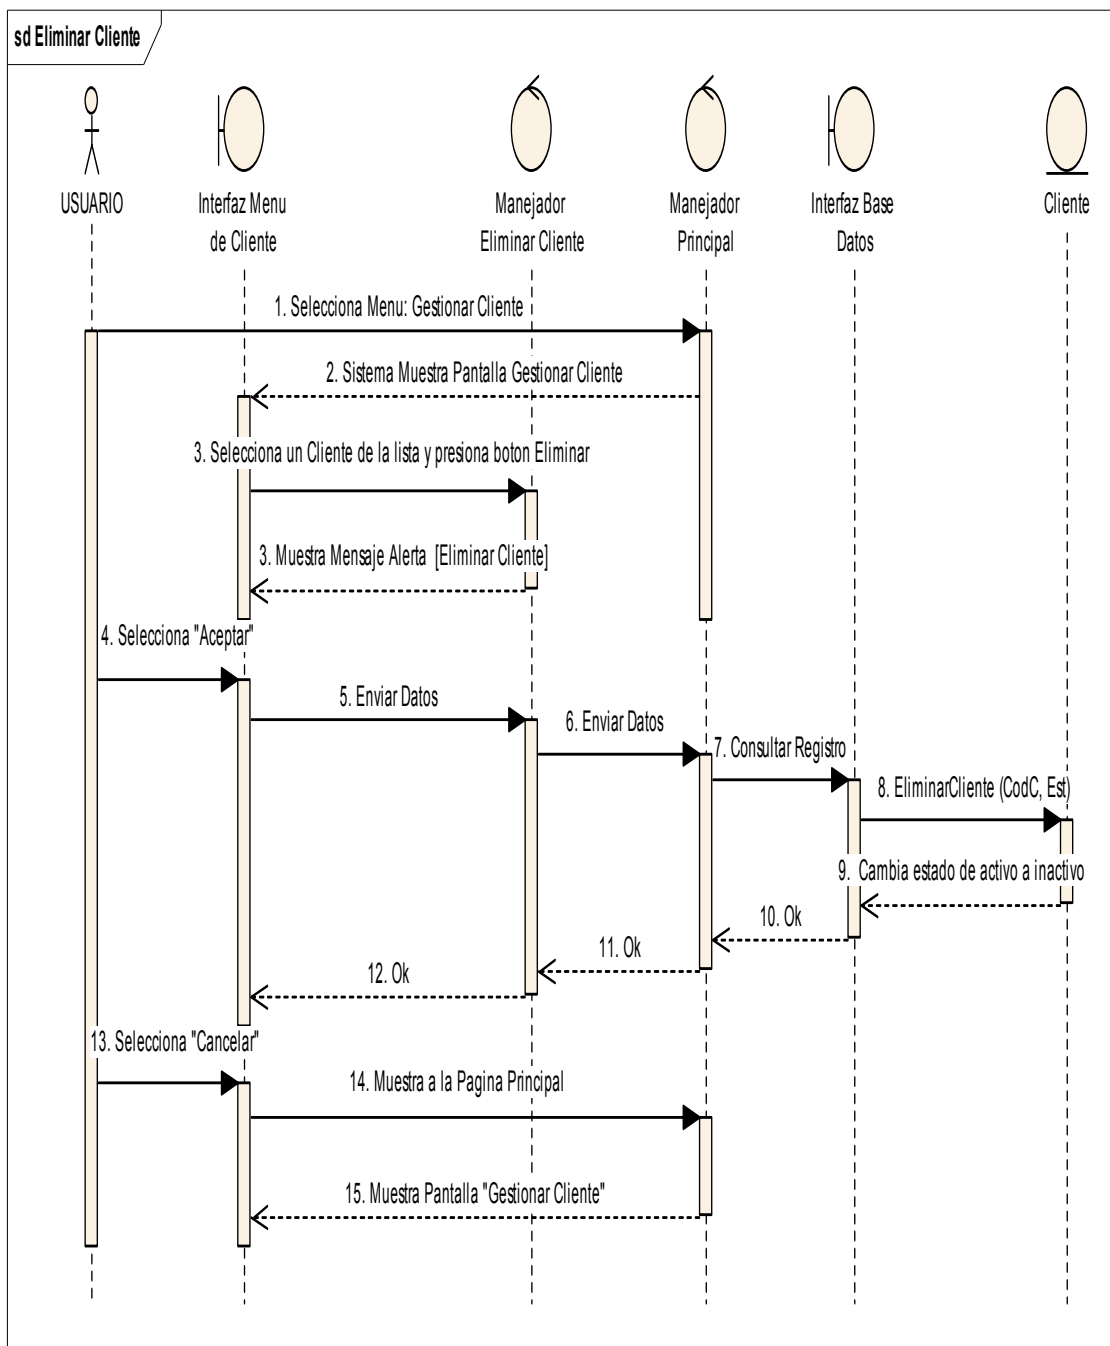 sd Eliminar Cliente
USUARIO
Interfaz Menu
de Cliente
Manejador
Eliminar Cliente
Manejador
Principal
Interfaz Base
Datos
Cliente
1. Selecciona Menu: Gestionar Cliente
2. Sistema Muestra Pantalla Gestionar Cliente
3. Selecciona un Cliente de la lista y presiona boton Eliminar
3. Muestra Mensaje Alerta [Eliminar Cliente]
4. Selecciona "Aceptar"
5. Enviar Datos
6. Enviar Datos
7. Consultar Registro
8. EliminarCliente (CodC, Est)
9. Cambia estado de activo a inactivo
10. Ok
11. Ok
12. Ok
13. Selecciona "Cancelar"
14. Muestra a la Pagina Principal
15. Muestra Pantalla "Gestionar Cliente"